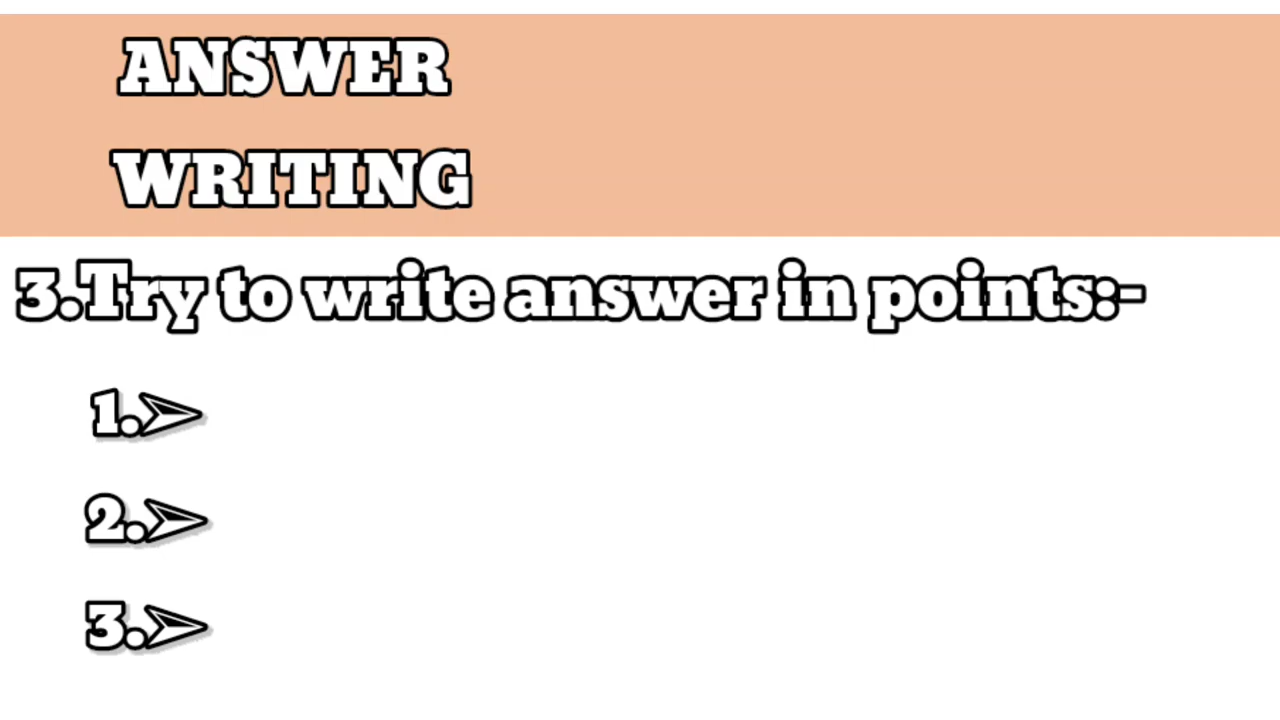 ANSWER
WRITING
3.Try to write answer in points:-
1.➢
2.➢
3.➢